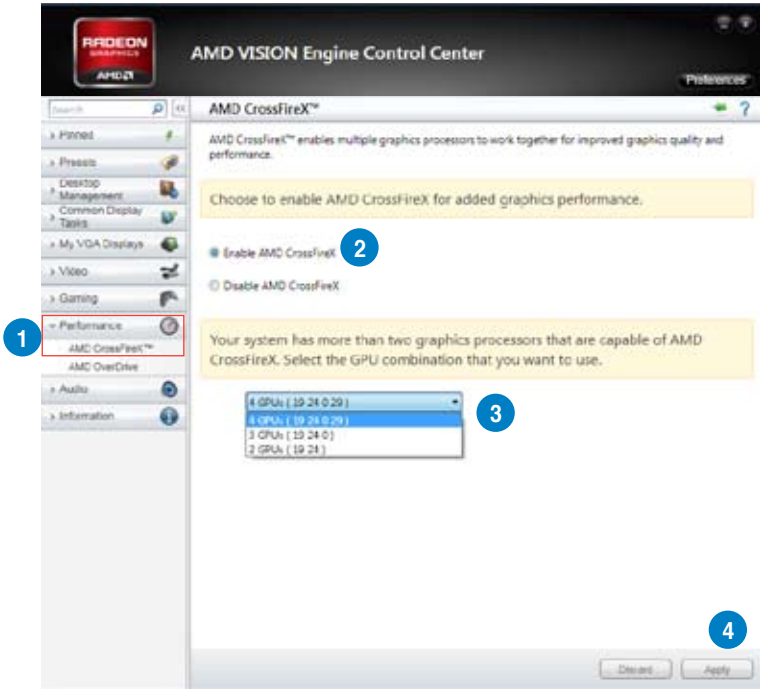 RADEON
GRAPHICS
AMD
AMD VISION Engine Control Center
Preferences
Search
AMD CrossFireX™
?
Pinned
Presets
Desktop
Management
Common Display
Tasks
My VGA Displays
Video
Gaming
1
Performance
AMD CrossFireX™
AMD OverDrive
Audio
Information
AMD CrossFireX™ enables multiple graphics processors to work together for improved graphics quality and
performance.
Choose to enable AMD CrossFireX for added graphics performance.
Enable AMD CrossFireX
2
Disable AMD CrossFireX
Your system has more than two graphics processors that are capable of AMD
CrossFireX. Select the GPU combination that you want to use.
4 GPUs ( 19 24 0 29 )
3
4 GPUs ( 19 24 0 29 )
3 GPUs ( 19 24 0 )
2 GPUs ( 19 24 )
4
Discard
Apply